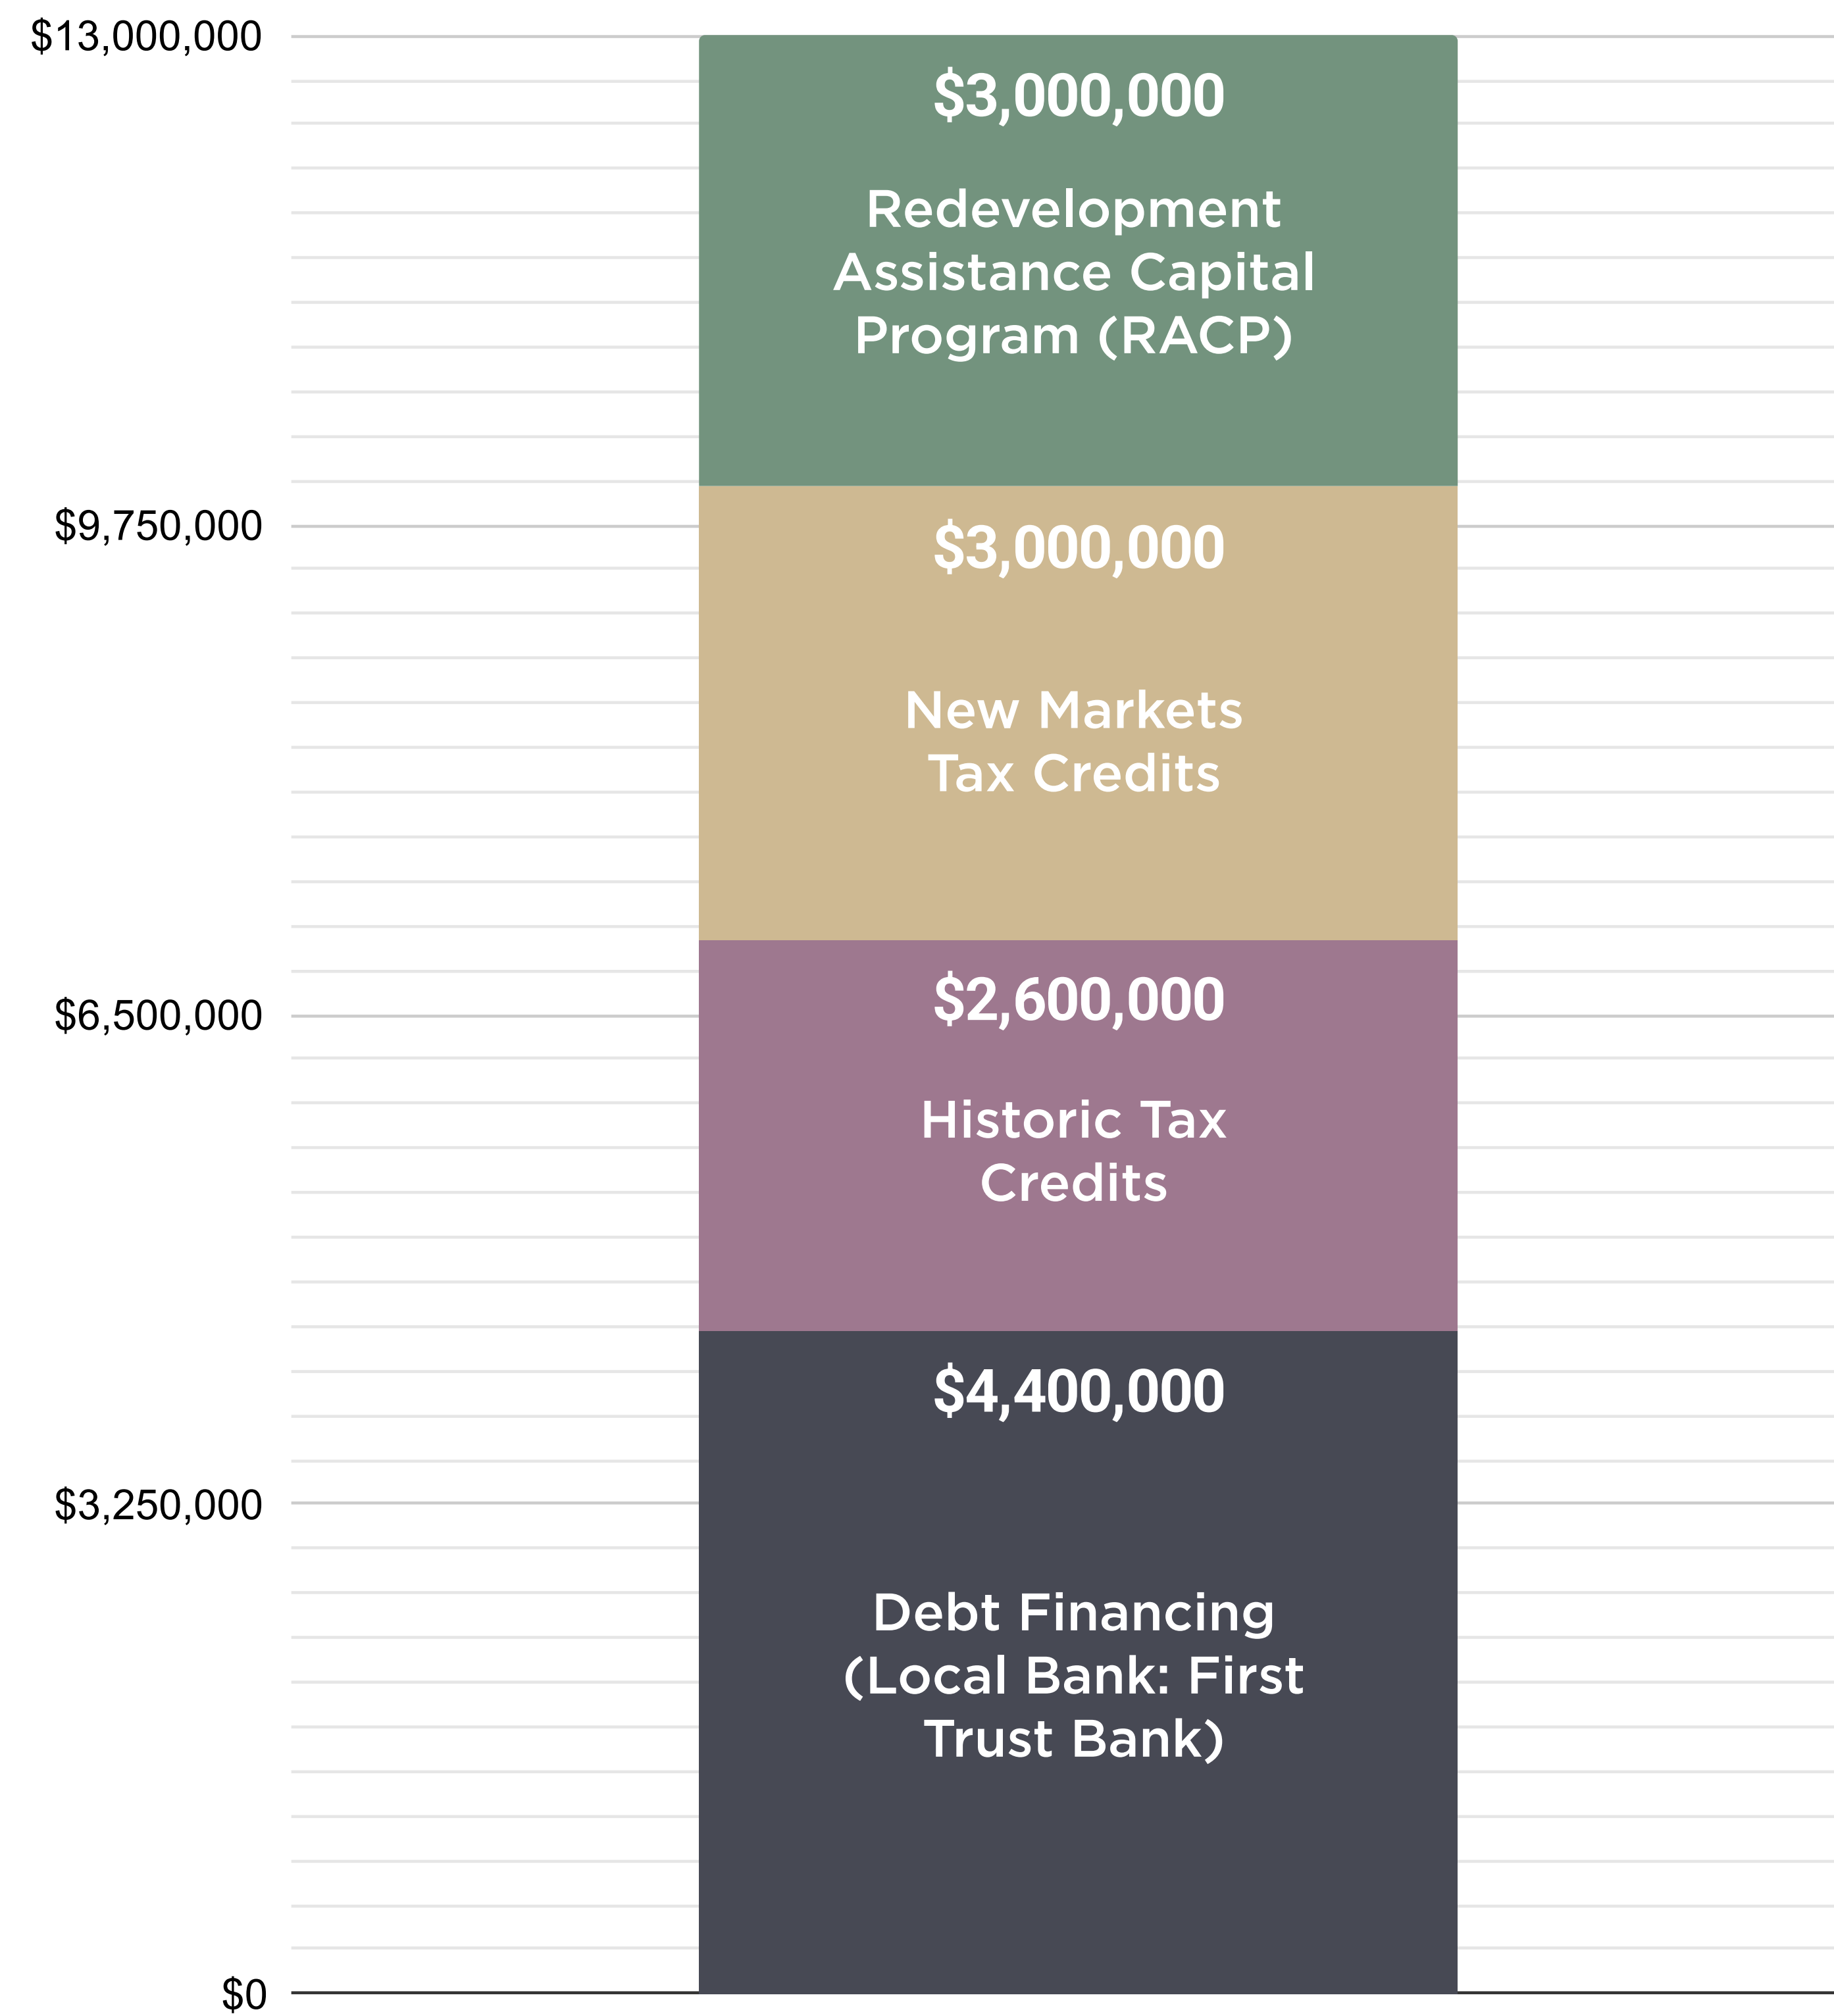 $13,000,000
$3,000,000
Redevelopment
Assistance Capital
Program (RACP)
$9,750,000
$3,000,000
New Markets
Tax Credits
$2,600,000
$6,500,000
Historic Tax
Credits
$4,400,000
$3,250,000
Debt Financing
(Local Bank: First
Trust Bank)
$0